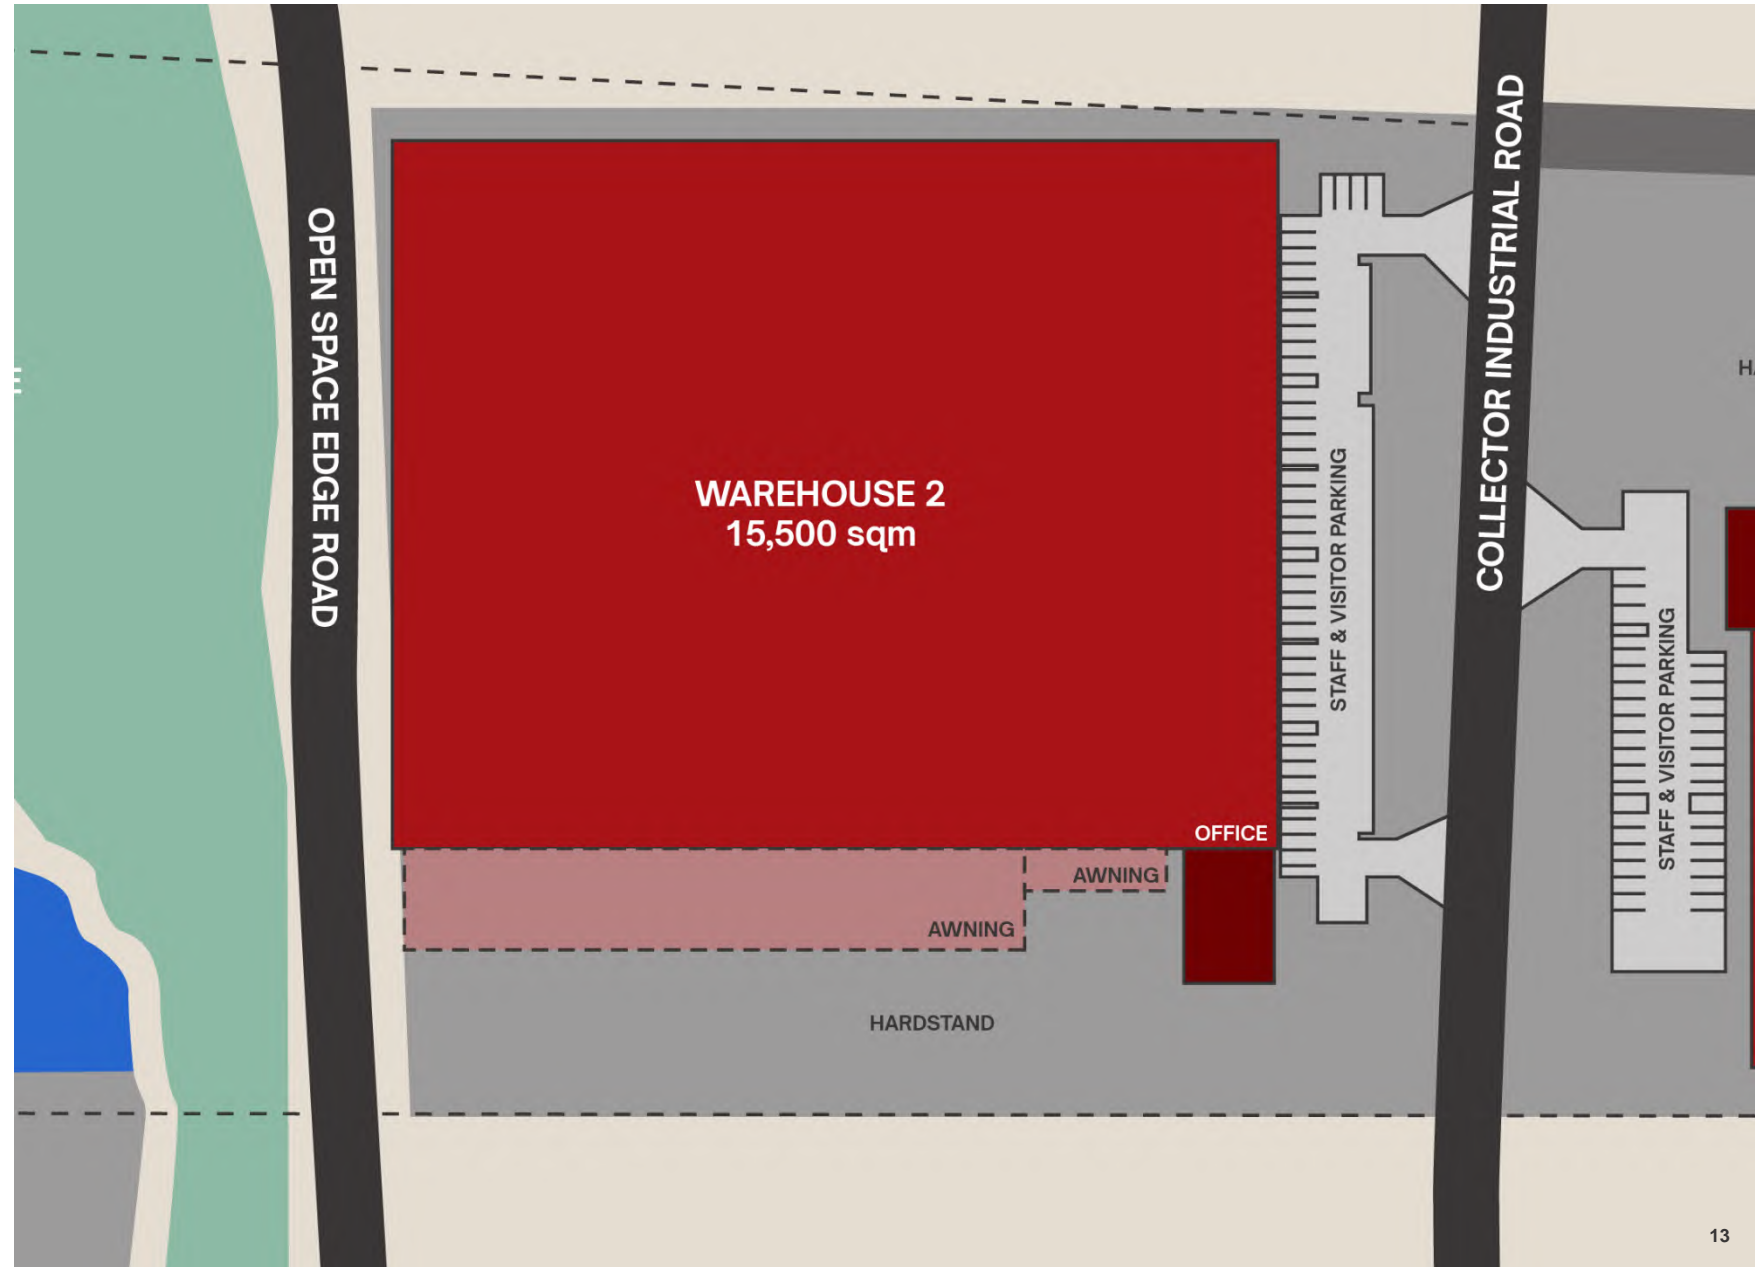 OPEN SPACE EDGE ROAD
WAREHOUSE 2
15,500 sqm
STAFF & VISITOR PARKING
COLLECTOR INDUSTRIAL ROAD
STAFF & VISITOR PARKING
OFFICE
AWNING
AWNING
HARDSTAND
13